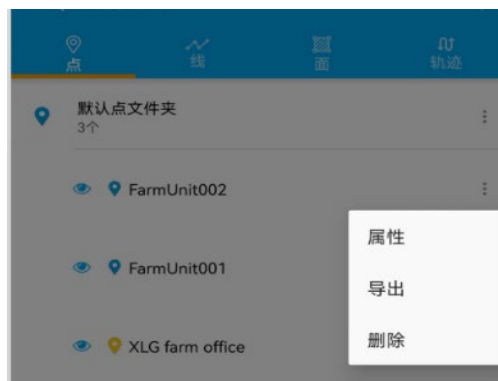 点 线 面 轨迹
默认点文件夹
3个
FarmUnit002
属性
FarmUnit001
导出
删除
XLG farm office